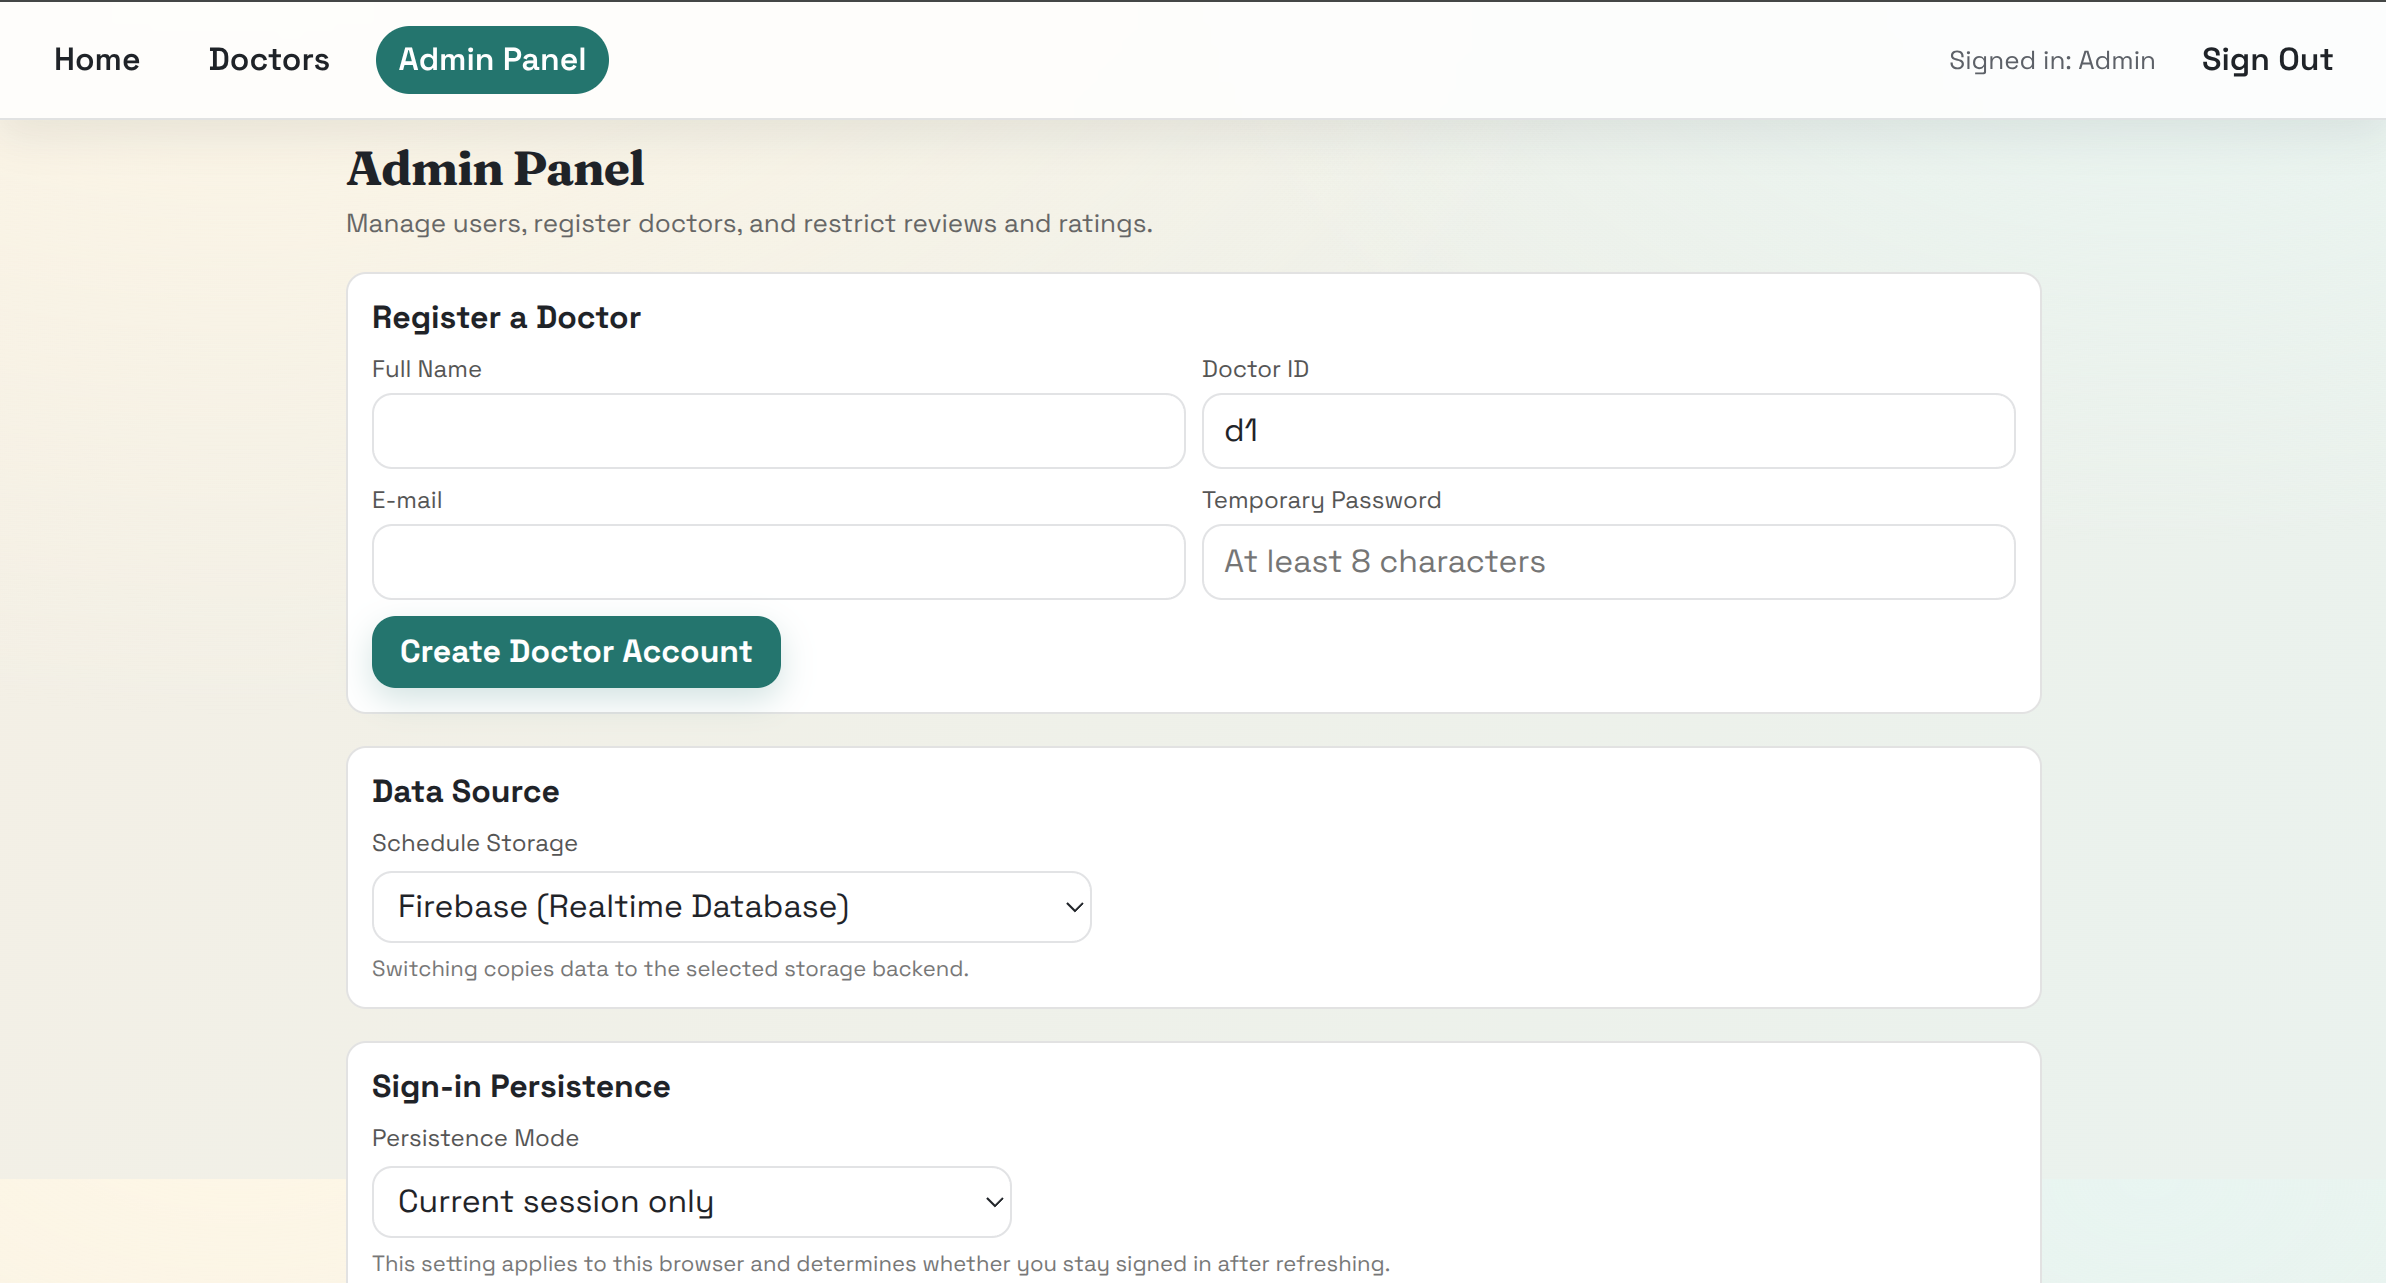 Home Doctors Admin Panel Signed in: Admin Sign Out
Admin Panel
Manage users, register doctors, and restrict reviews and ratings.
Register a Doctor
Full Name
Doctor ID
d1
E-mail
Temporary Password
At least 8 characters
Create Doctor Account
Data Source
Schedule Storage
Firebase (Realtime Database)
Switching copies data to the selected storage backend.
Sign-in Persistence
Persistence Mode
Current session only
This setting applies to this browser and determines whether you stay signed in after refreshing.